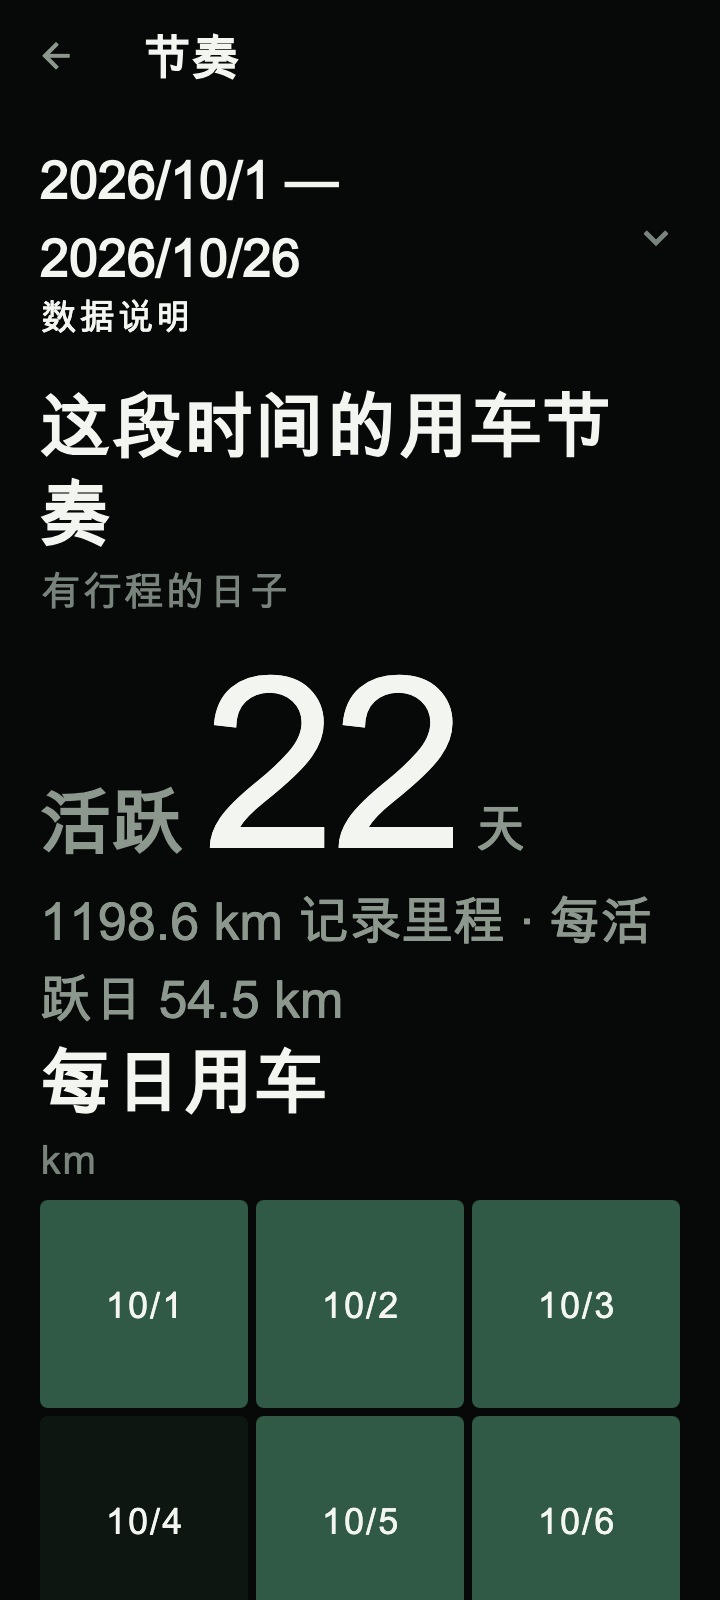 节奏
2026/10/1 —
2026/10/26
数据说明
这段时间的用车节
奏
有行程的日子
活跃 22 天
1198.6 km 记录里程 · 每活
跃日 54.5 km
每日用车
km
10/1 10/2 10/3
10/4 10/5 10/6